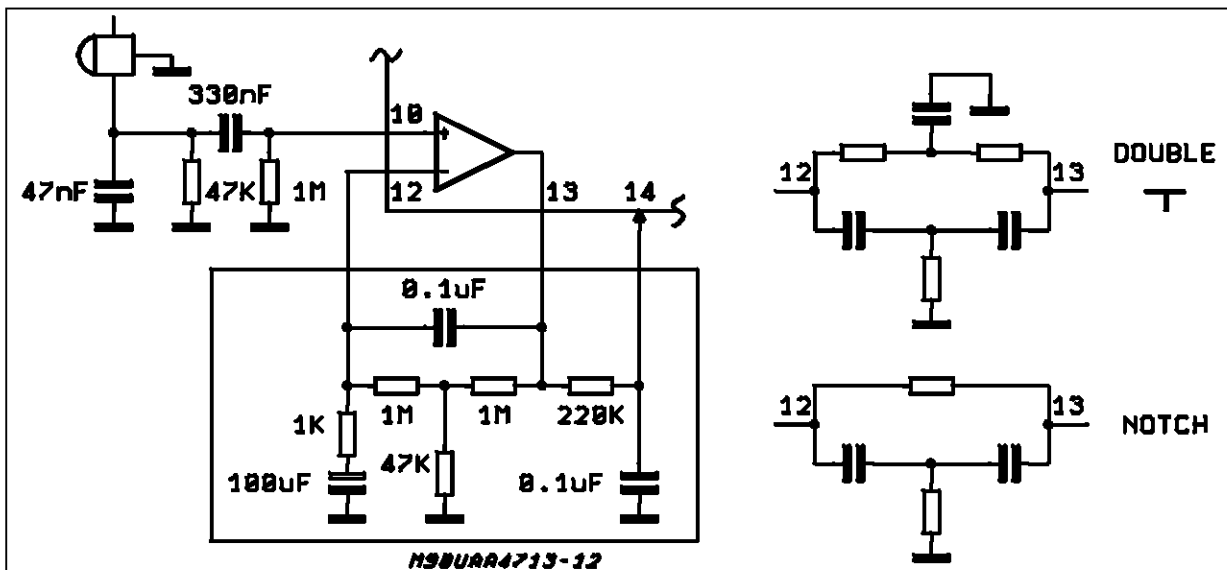 330nF
10
+
47nF
47K
1M
12
-
13
14
0.1uF
1M
1M
220K
1K
47K
100uF
0.1uF
M90UAA4713-12
12
13
DOUBLE
T
12
13
NOTCH